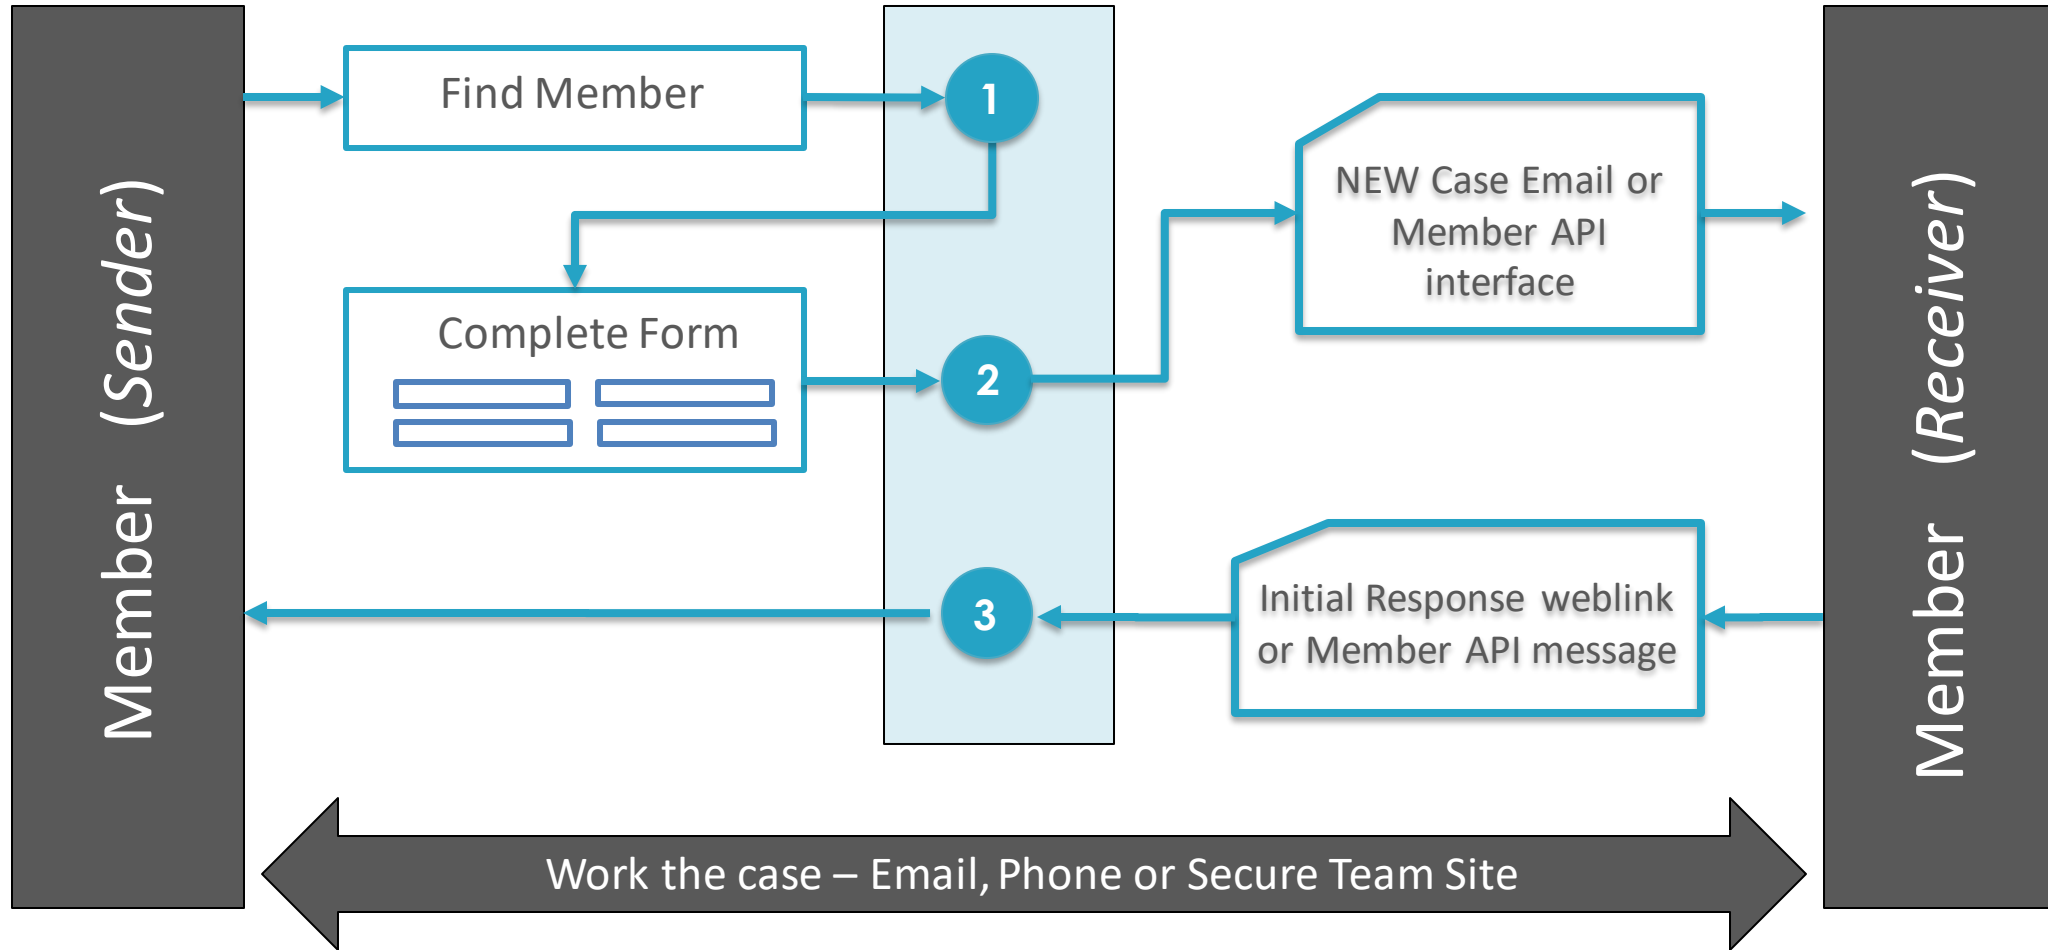 Member (Sender)
Find Member
1
NEW Case Email or
Member API
interface
Complete Form
2
Initial Response weblink
or Member API message
3
Member (Receiver)
Work the case – Email, Phone or Secure Team Site